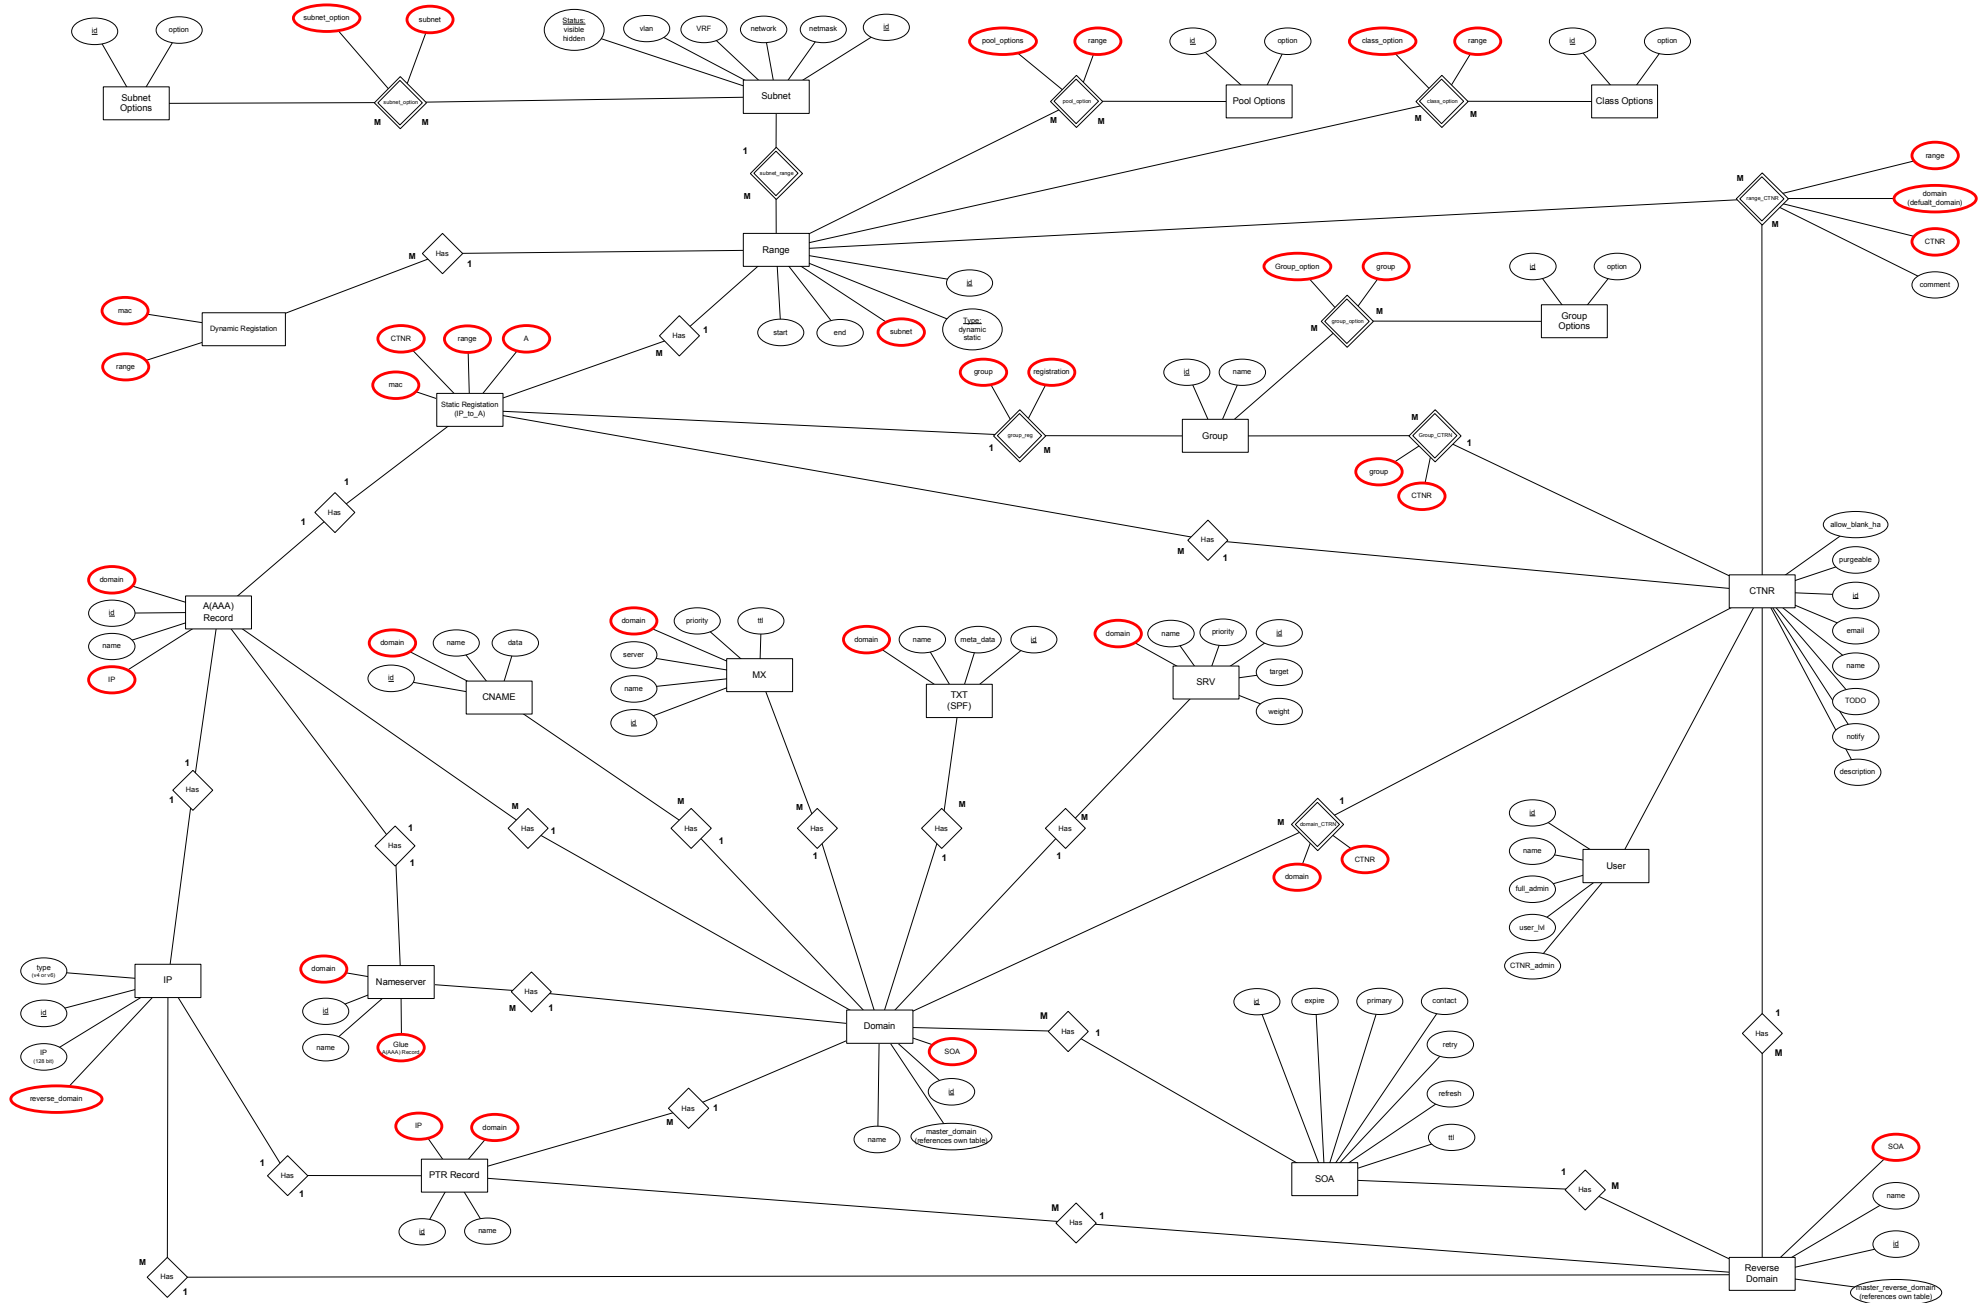 id
option
subnet_option
subnet
Status:
visible
hidden
vlan
VRF
network
netmask
id
pool_options
range
id
option
class_option
range
id
option
Subnet
Options
subnet_option
M
M
Subnet
pool_option
M
M
Pool Options
class_option
M
M
Class Options
1
subnet_range
M
range
M
range_CTNR
M
domain
(defualt_domain)
CTNR
comment
M
Has
1
Range
id
Type:
dynamic
static
start
end
subnet
mac
Dynamic Registation
range
Group_option
group
id
option
M
group_option
M
Group
Options
CTNR
range
A
mac
Has
1
M
Static Registation
(IP_to_A)
group
registration
id
name
group_reg
1
M
Group
M
Group_CTRN
1
group
CTNR
1
Has
1
Has
M
1
allow_blank_ha
purgeable
CTNR
id
email
name
TODO
notify
description
domain
id
name
IP
A(AAA)
Record
domain
name
data
id
CNAME
domain
priority
ttl
server
name
id
MX
domain
name
meta_data
id
TXT
(SPF)
domain
name
priority
id
target
weight
SRV
1
Has
1
1
Has
1
M
Has
1
M
Has
1
M
Has
1
M
Has
1
M
Has
1
1
M
domain_CTRN
CTNR
domain
id
name
full_admin
user_lvl
CTNR_admin
User
type
(v4 or v6)
id
IP
(128 bit)
reverse_domain
IP
domain
id
name
Glue
A(AAA) Record
Nameserver
Has
M
1
Domain
SOA
id
master_domain
(references own table)
name
M
Has
1
id
expire
primary
contact
retry
refresh
ttl
SOA
1
Has
M
Has
M
1
IP
domain
PTR Record
id
name
1
Has
1
M
Has
1
1
Has
M
SOA
name
id
master_reverse_domain
(references own table)
Reverse
Domain
M
Has
1